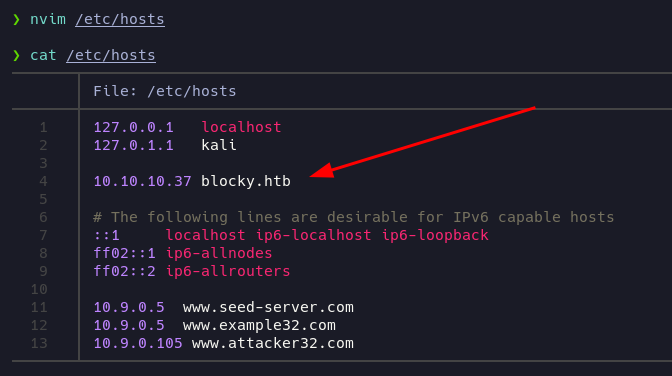 ❯ nvim /etc/hosts
❯ cat /etc/hosts
File: /etc/hosts
1 127.0.0.1 localhost
2 127.0.1.1 kali
3
4 10.10.10.37 blocky.htb
5
6 # The following lines are desirable for IPv6 capable hosts
7 ::1 localhost ip6-localhost ip6-loopback
8 ff02::1 ip6-allnodes
9 ff02::2 ip6-allrouters
10
11 10.9.0.5 www.seed-server.com
12 10.9.0.5 www.example32.com
13 10.9.0.105 www.attacker32.com